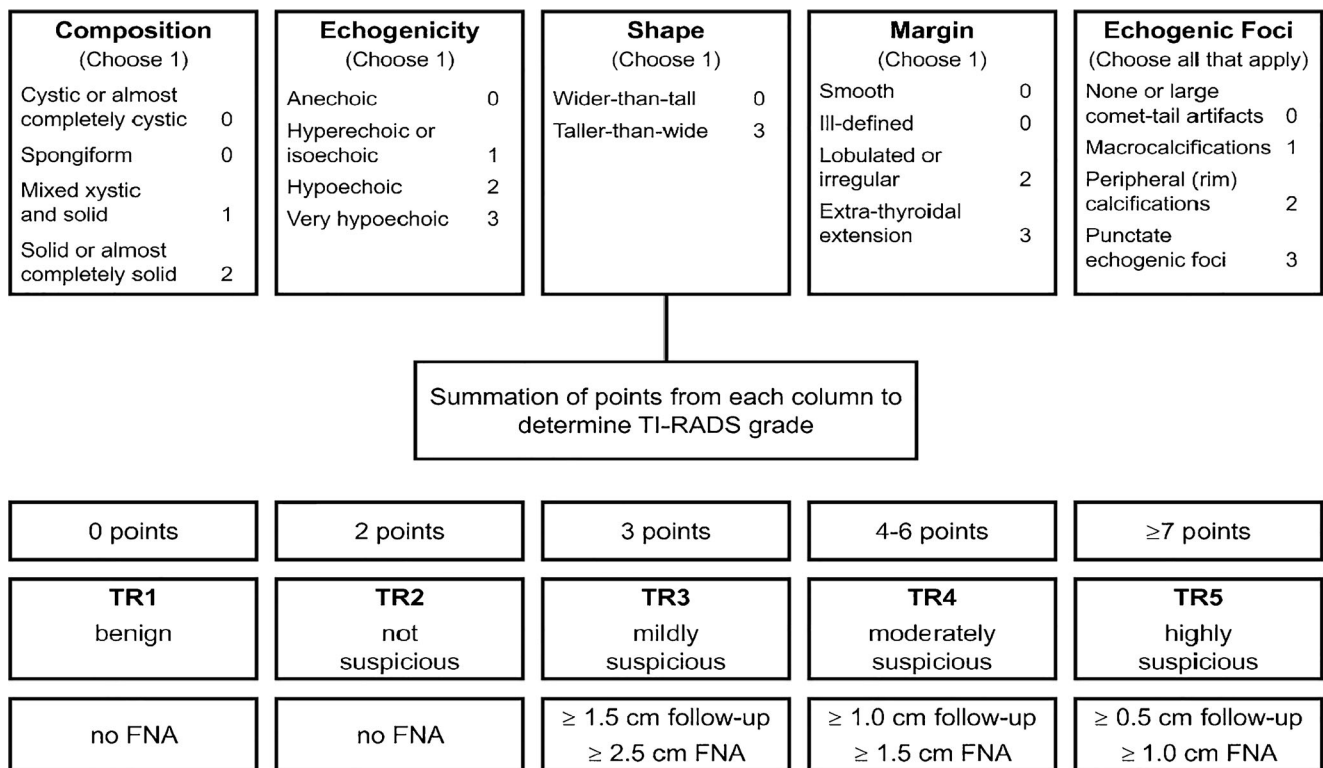 Composition
(Choose 1)
Cystic or almost
completely cystic 0
Spongiform 0
Mixed xystic
and solid 1
Solid or almost
completely solid 2
Echogenicity
(Choose 1)
Anechoic 0
Hyperechoic or
isoechoic 1
Hypoechoic 2
Very hypoechoic 3
Shape
(Choose 1)
Wider-than-tall 0
Taller-than-wide 3
Margin
(Choose 1)
Smooth 0
Ill-defined 0
Lobulated or
irregular 2
Extra-thyroidal
extension 3
Echogenic Foci
(Choose all that apply)
None or large
comet-tail artifacts 0
Macrocalcifications 1
Peripheral (rim)
calcifications 2
Punctate
echogenic foci 3
Summation of points from each column to
determine TI-RADS grade
0 points
2 points
3 points
4-6 points
≥7 points
TR1
benign
TR2
not
suspicious
TR3
mildly
suspicious
TR4
moderately
suspicious
TR5
highly
suspicious
no FNA
no FNA
≥ 1.5 cm follow-up
≥ 2.5 cm FNA
≥ 1.0 cm follow-up
≥ 1.5 cm FNA
≥ 0.5 cm follow-up
≥ 1.0 cm FNA